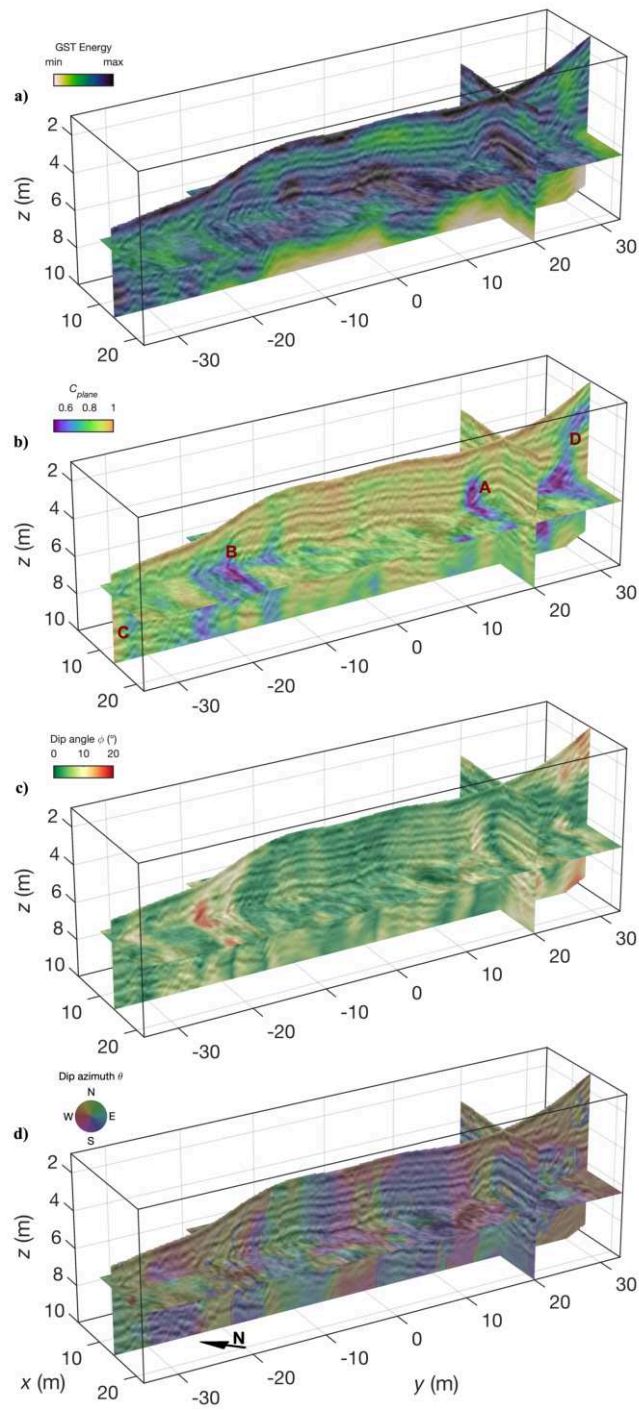 GST Energy
min max
a)
2
4
6
8
10
z (m)
10
20
-30
-20
-10
0
10
20
30
C plane
0.6 0.8 1
b)
A
B
C
D
2
4
6
8
10
z (m)
10
20
-30
-20
-10
0
10
20
30
Dip angle ϕ (°)
0 10 20
c)
2
4
6
8
10
z (m)
10
20
-30
-20
-10
0
10
20
30
Dip azimuth θ
N
W E
S
d)
2
4
6
8
10
z (m)
10
20
N
-30
-20
-10
0
10
20
30
x (m) y (m)